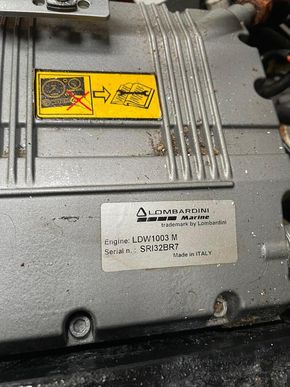 LOMBARDINI
Marine
trademark by Lombardini
Engine: LDW1003 M
Serial n. : SRI32BR7
Made in ITALY